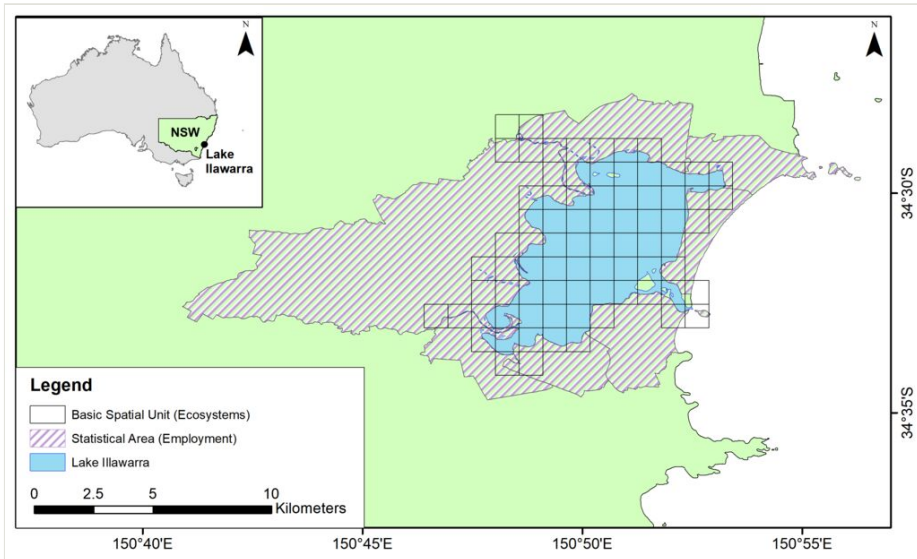 N
NSW
Lake
Ilawarra
N
34°30'S
34°35'S
Legend
Basic Spatial Unit (Ecosystems)
Statistical Area (Employment)
Lake Illawarra
0 2.5 5 10
Kilometers
150°40'E 150°45'E 150°50'E 150°55'E